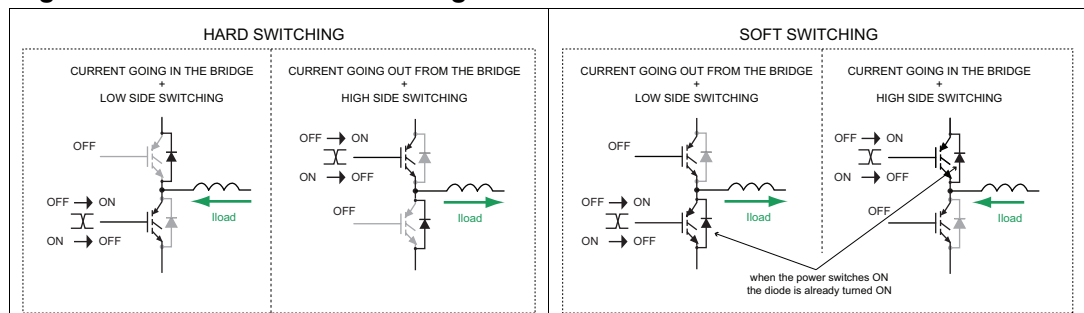 HARD SWITCHING
CURRENT GOING IN THE BRIDGE
+
LOW SIDE SWITCHING
OFF
OFF → ON
ON → OFF
Iload
CURRENT GOING OUT FROM THE BRIDGE
+
HIGH SIDE SWITCHING
OFF → ON
ON → OFF
OFF
Iload
SOFT SWITCHING
CURRENT GOING OUT FROM THE BRIDGE
+
LOW SIDE SWITCHING
OFF
OFF → ON
ON → OFF
Iload
CURRENT GOING IN THE BRIDGE
+
HIGH SIDE SWITCHING
OFF → ON
ON → OFF
OFF
Iload
when the power switches ON
the diode is already turned ON